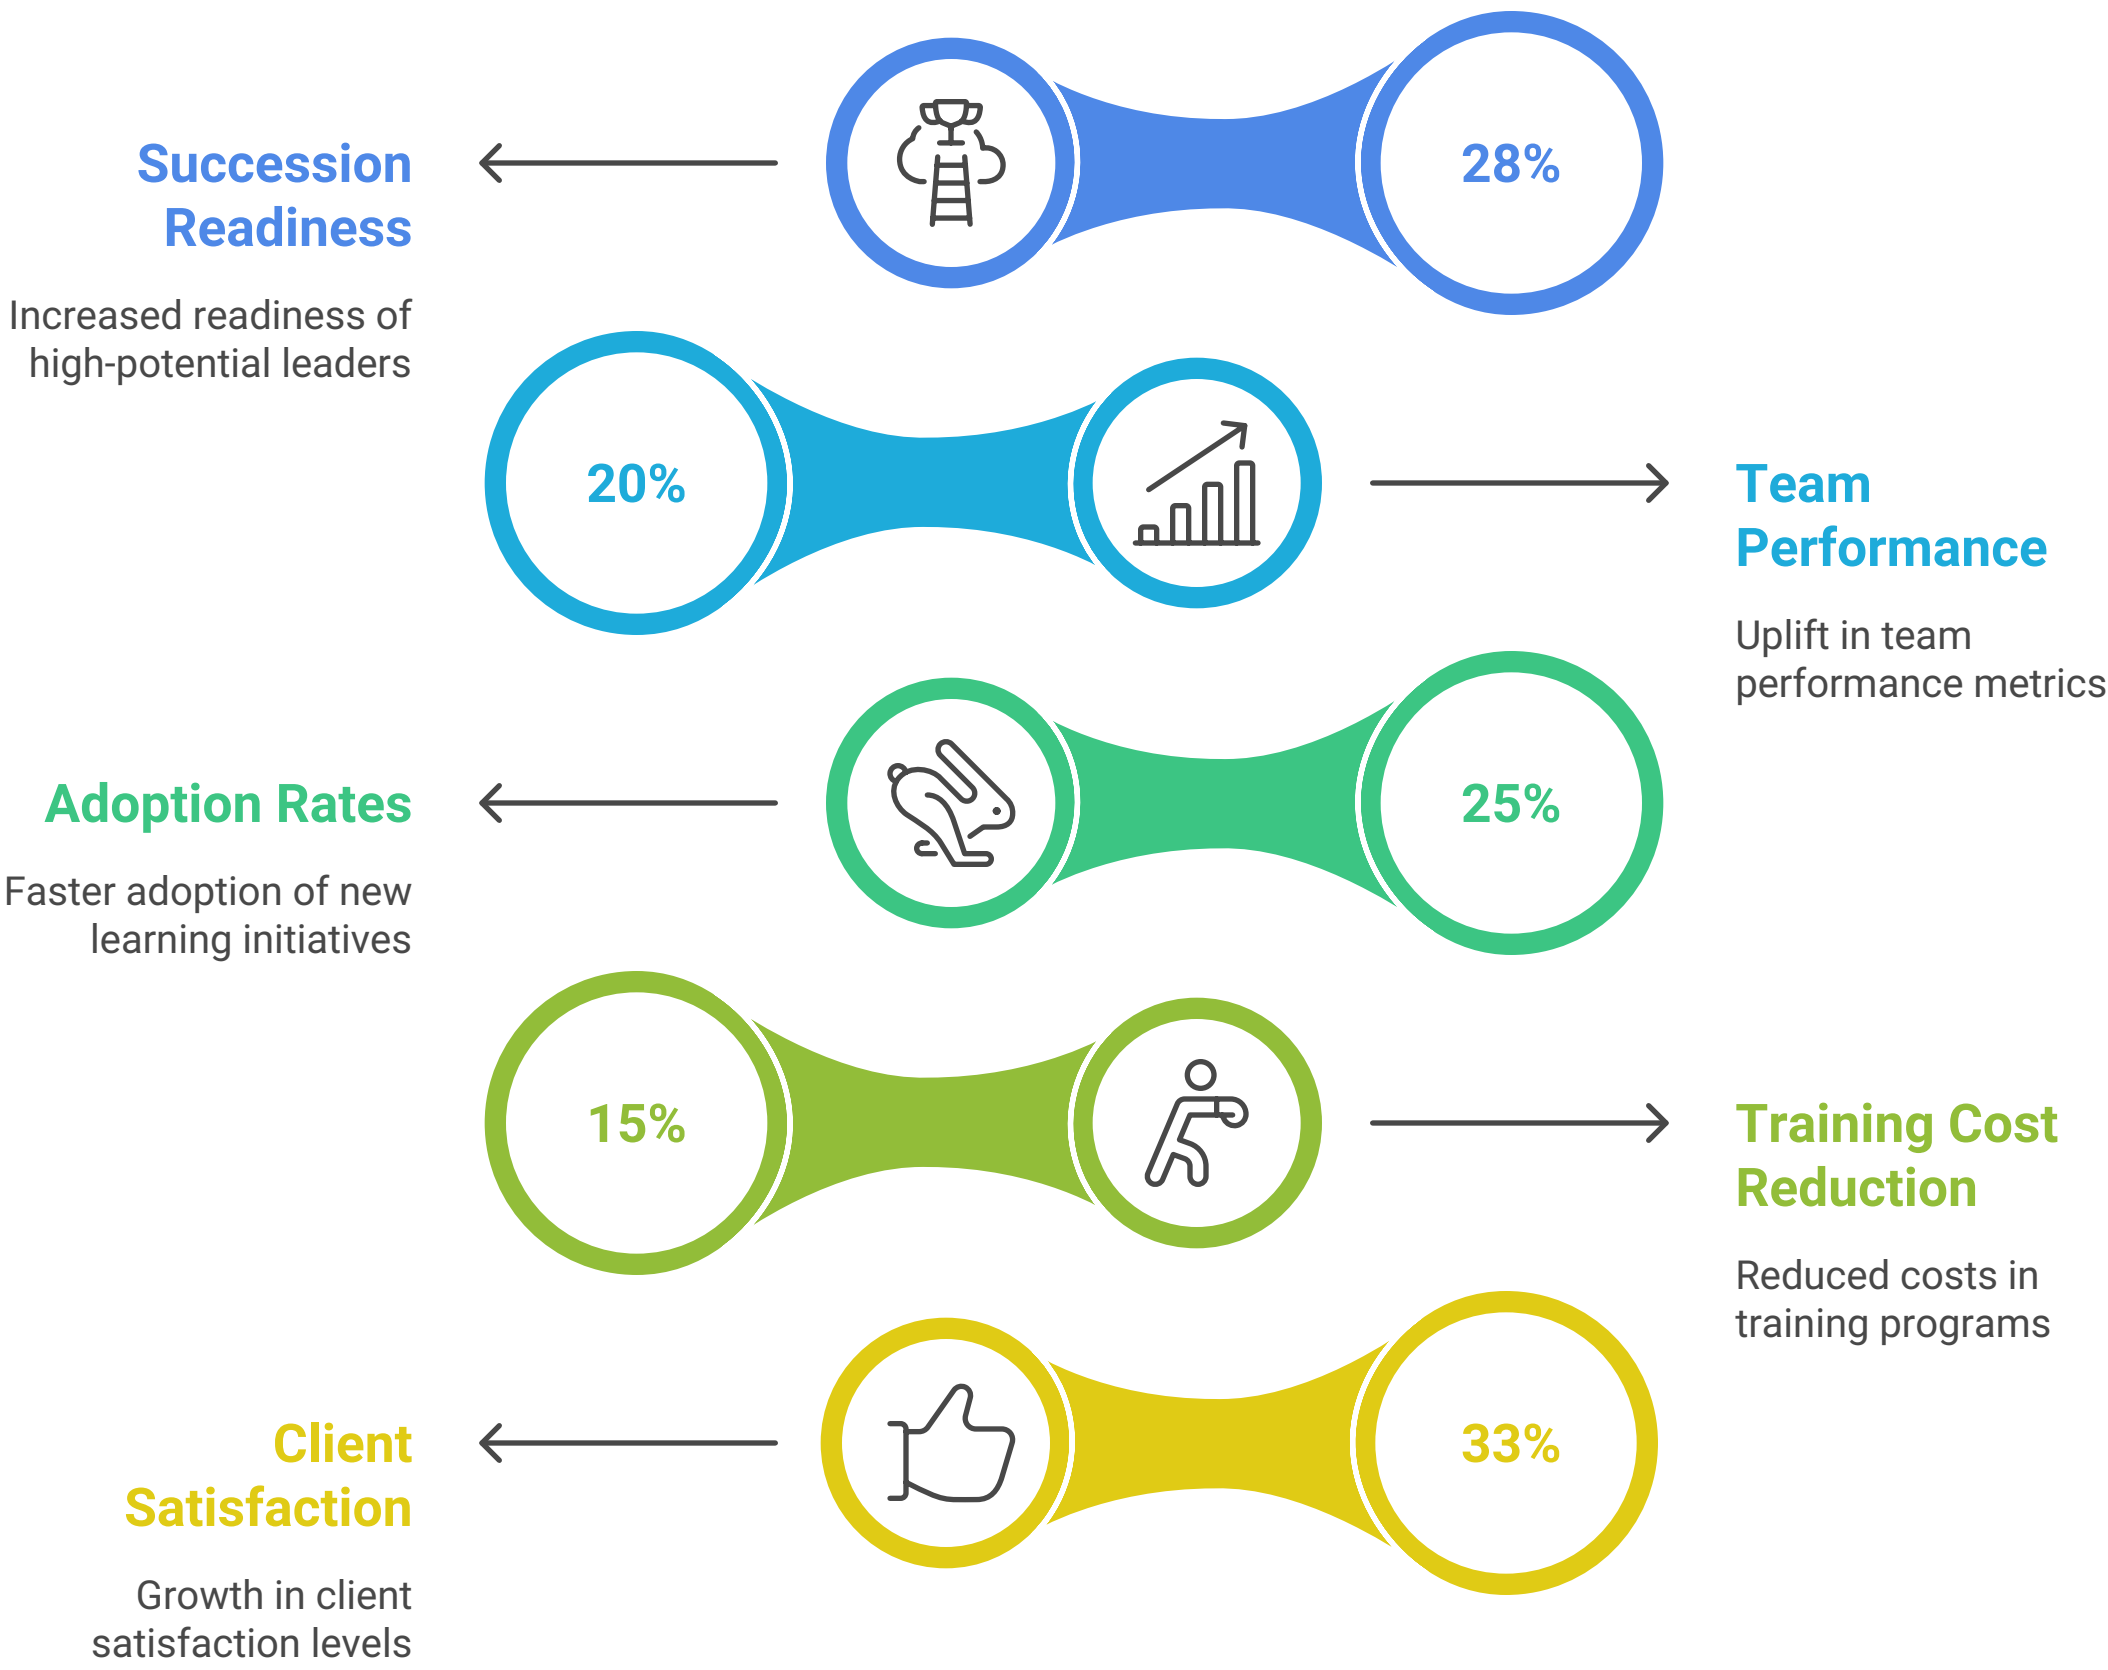 28%
Succession
Readiness
Increased readiness of
high-potential leaders
20%
Team
Performance
Uplift in team
performance metrics
25%
Adoption Rates
Faster adoption of new
learning initiatives
15%
Training Cost
Reduction
Reduced costs in
training programs
33%
Client
Satisfaction
Growth in client
satisfaction levels